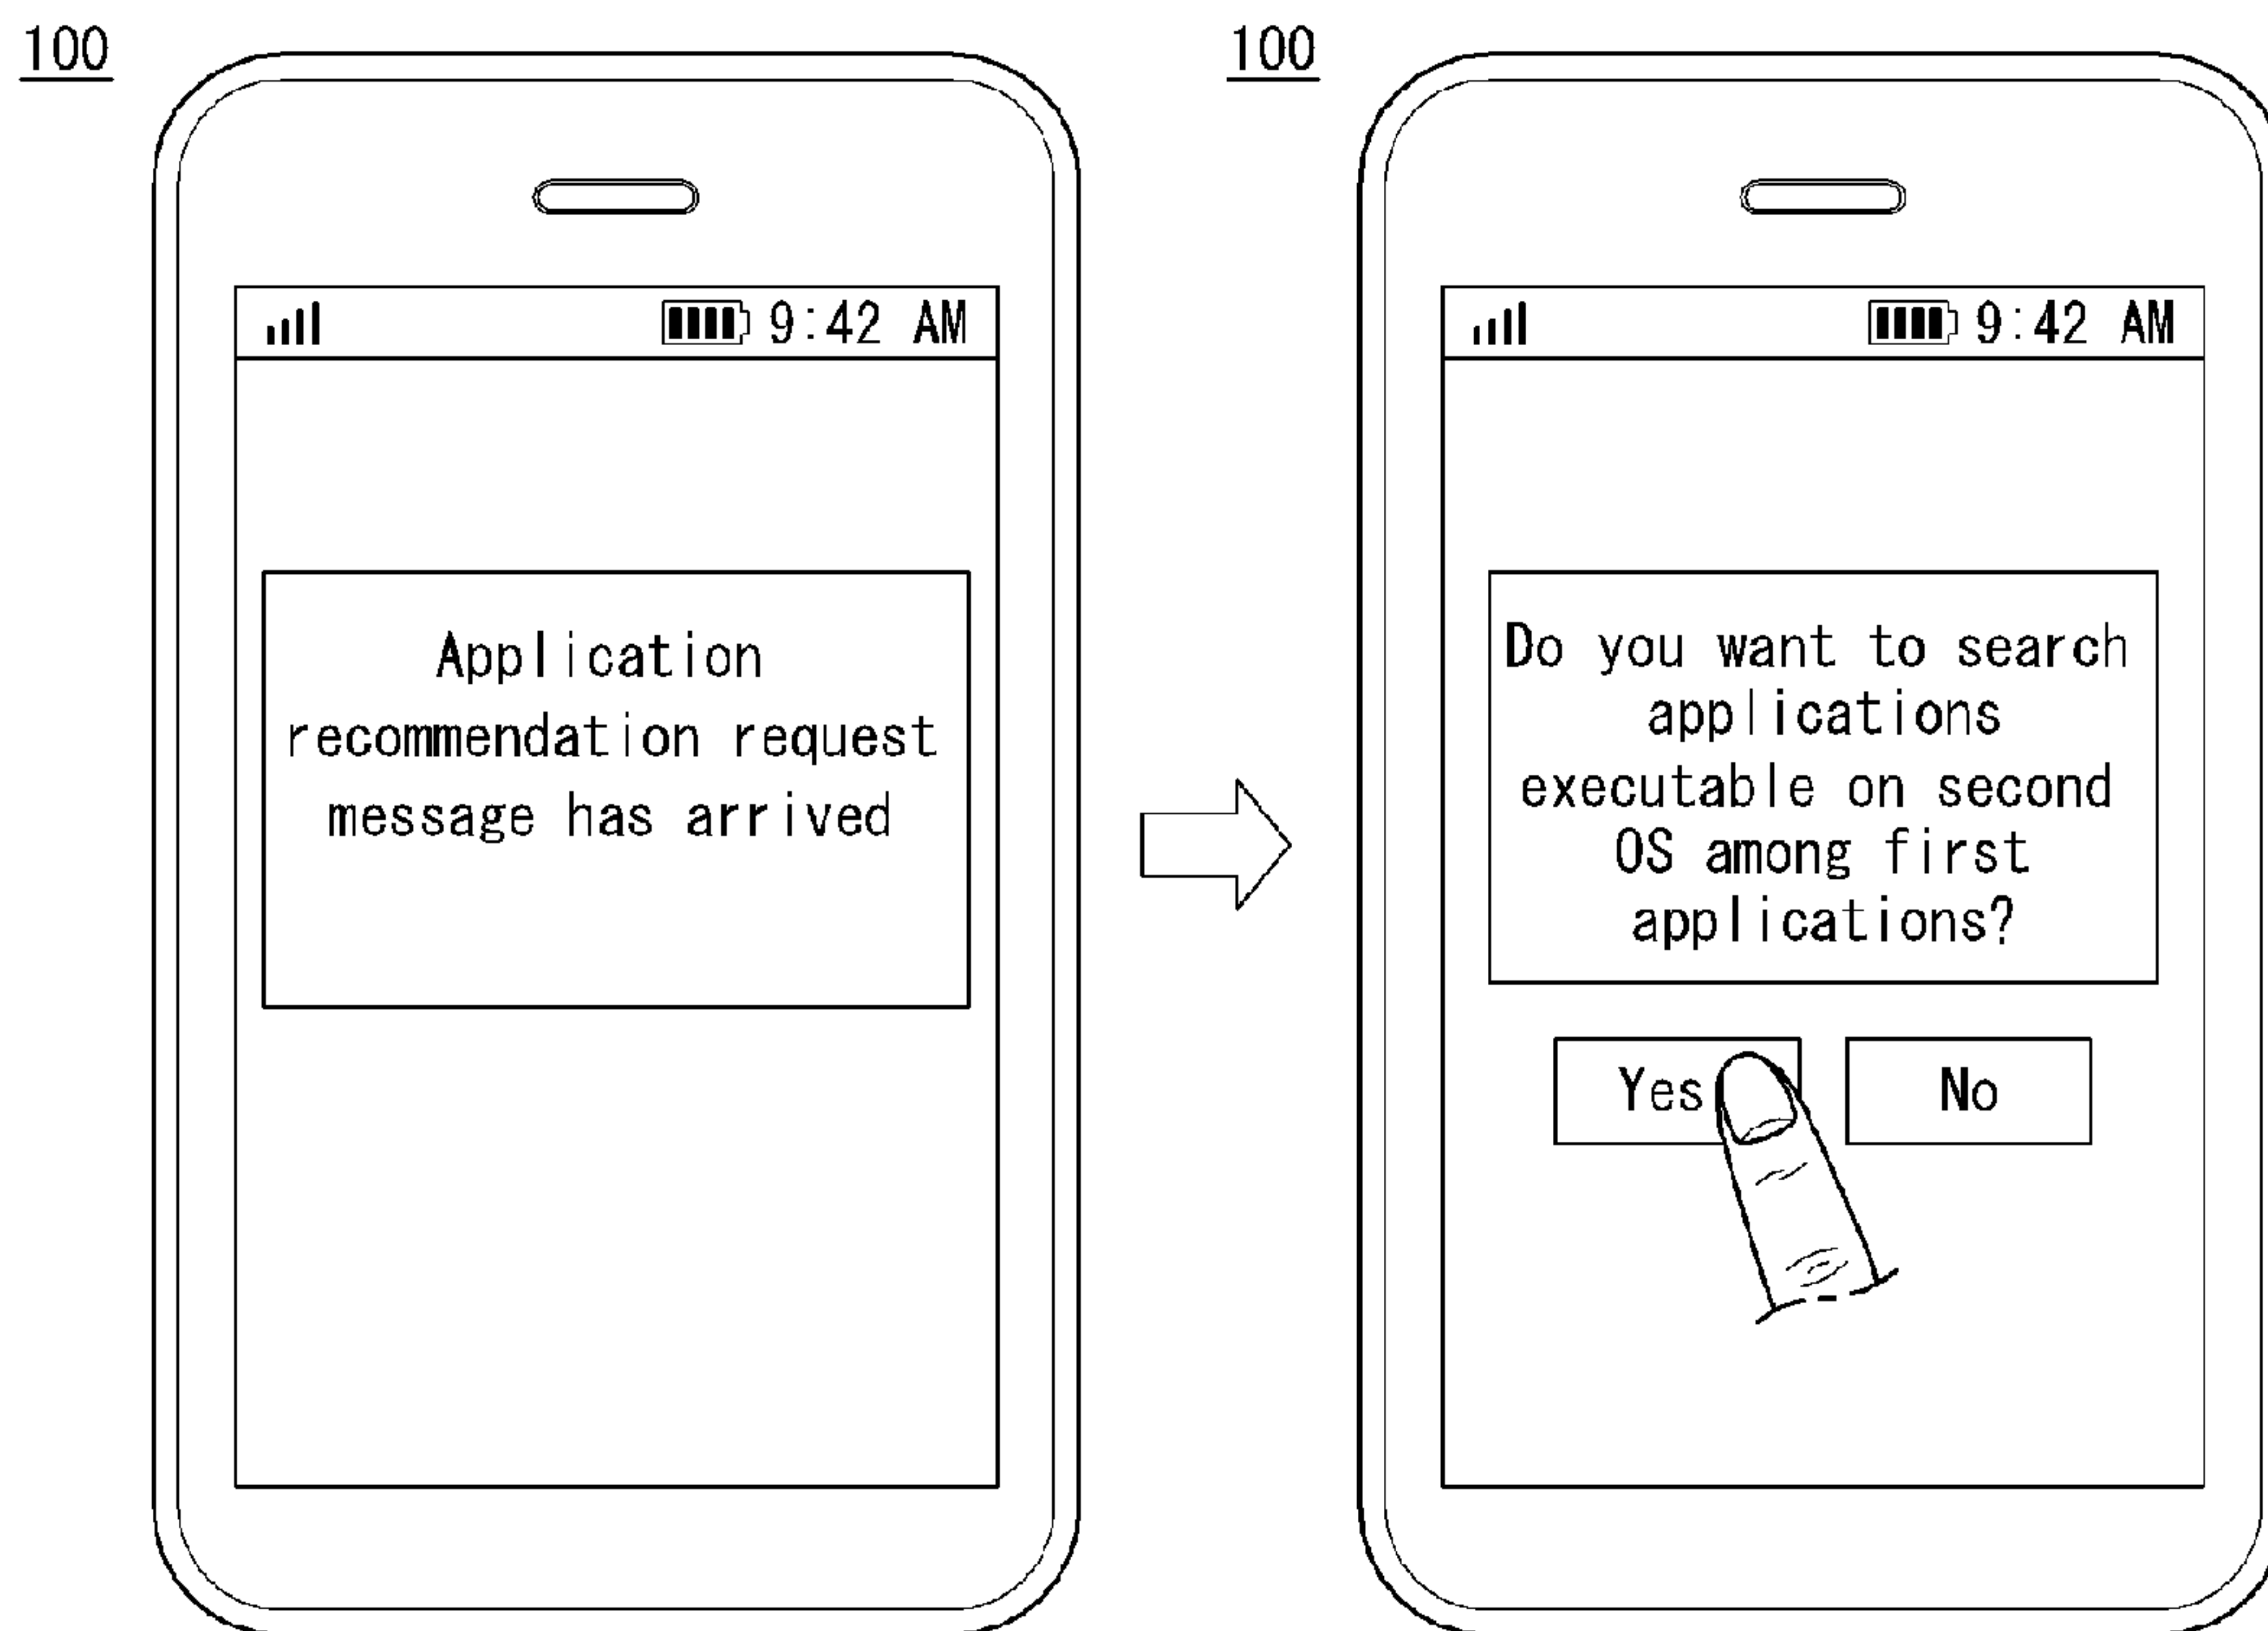 100
9:42 AM
Application
recommendation request
message has arrived
100
9:42 AM
Do you want to search
applications
executable on second
OS among first
applications?
Yes
No